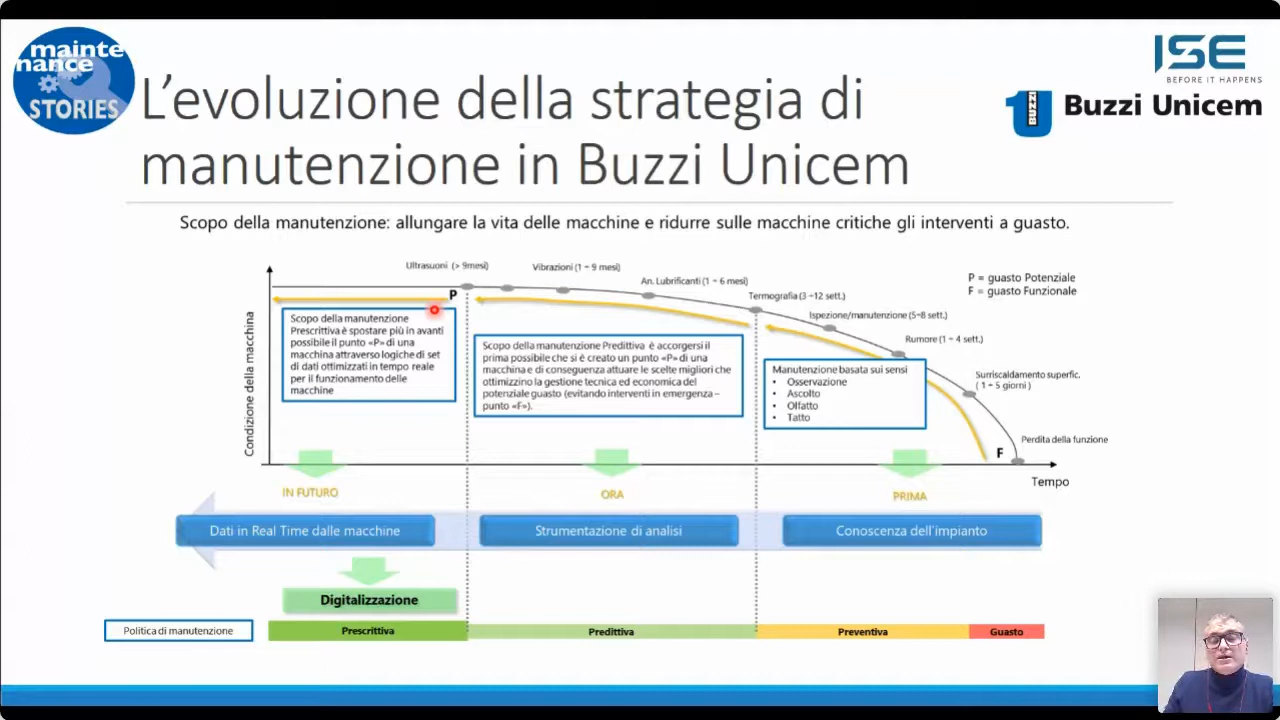 mainte
nance
STORIES
ISE
BEFORE IT HAPPENS
BUZZI
Buzzi Unicem
L'evoluzione della strategia di
manutenzione in Buzzi Unicem
Scopo della manutenzione: allungare la vita delle macchine e ridurre sulle macchine critiche gli interventi a guasto.
Ultrasuoni (> 9mesi)
Vibrazioni (1 ÷ 9 mesi)
An. Lubrificanti (1 ÷ 6 mesi)
Termografia (3 ÷12 sett.)
Ispezione/manutenzione (5÷8 sett.)
Rumore (1 ÷ 4 sett.)
Surriscaldamento superfic.
( 1 ÷ 5 giorni )
Perdita della funzione
P = guasto Potenziale
F = guasto Funzionale
P
F
Condizione della macchina
Tempo
Scopo della manutenzione
Prescrittiva è spostare più in avanti
possibile il punto «P» di una
macchina attraverso logiche di set
di dati ottimizzati in tempo reale
per il funzionamento delle
macchine
Scopo della manutenzione Predittiva è accorgersi il
prima possibile che si è creato un punto «P» di una
macchina e di conseguenza attuare le scelte migliori che
ottimizzino la gestione tecnica ed economica del
potenziale guasto (evitando interventi in emergenza –
punto «F»).
Manutenzione basata sui sensi
• Osservazione
• Ascolto
• Olfatto
• Tatto
IN FUTURO
ORA
PRIMA
Dati in Real Time dalle macchine
Strumentazione di analisi
Conoscenza dell'impianto
Digitalizzazione
Politica di manutenzione
Prescrittiva
Predittiva
Preventiva
Guasto